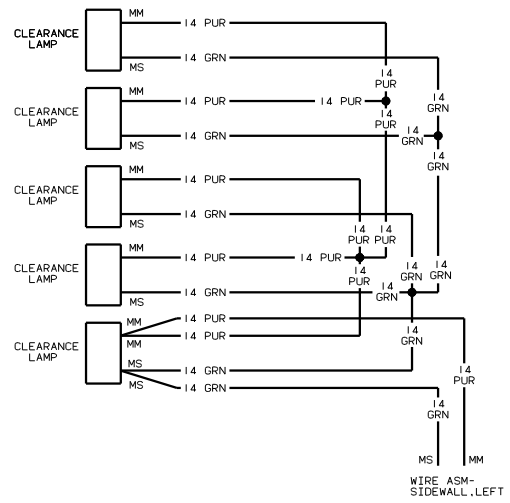 MM
14 PUR
CLEARANCE
LAMP
14 GRN
MS
14
PUR
MM
14 PUR
14 PUR
14
GRN
CLEARANCE
LAMP
14
PUR
14 GRN
14
GRN
MS
14
GRN
MM
14 PUR
CLEARANCE
LAMP
14 GRN
MS
14
PUR
14
PUR
MM
14 PUR
14 PUR
14
GRN
14
GRN
CLEARANCE
LAMP
14
PUR
14 GRN
14
GRN
MS
14 PUR
MM
14
GRN
14 PUR
MM
CLEARANCE
LAMP
MS
14 GRN
14
PUR
MS
14 GRN
14
GRN
MS
MM
WIRE ASM-
SIDEWALL,LEFT